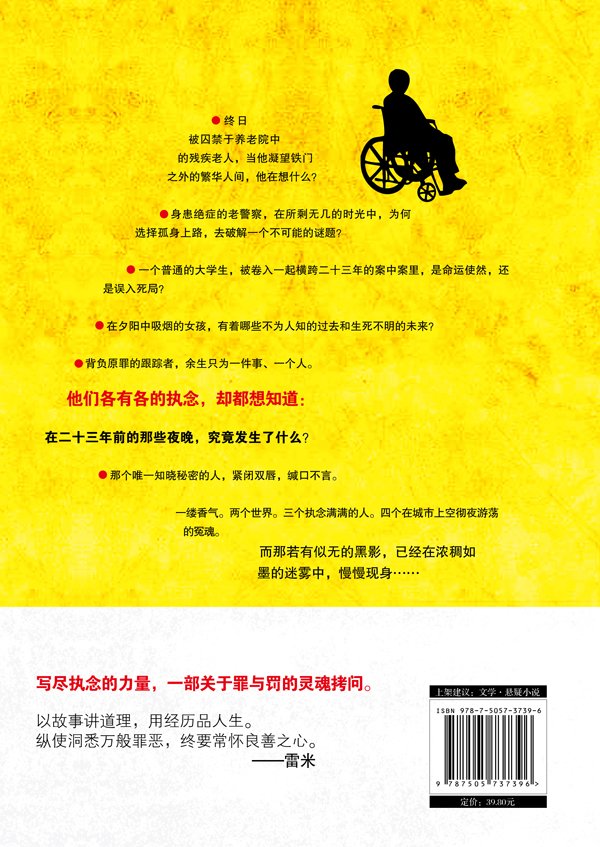 ●终日
被囚禁于养老院中
的残疾老人，当他凝望铁门
之外的繁华人间，他在想什么?
●身患绝症的老警察，在所剩无几的时光中，为何
选择孤身上路，去破解一个不可能的谜题?
●一个普通的大学生，被卷入一起横跨二十三年的案中案里，是命运使然，还
是误入死局?
●在夕阳中吸烟的女孩，有着哪些不为人知的过去和生死不明的未来?
●背负原罪的跟踪者，余生只为一件事、一个人。
他们各有各的执念，却都想知道：
在二十三年前的那些夜晚，究竟发生了什么?
●那个唯一知晓秘密的人，紧闭双唇，缄口不言。
一缕香气。两个世界。三个执念满满的人。四个在城市上空彻夜游荡
的冤魂。
而那若有似无的黑影，已经在浓稠如
墨的迷雾中，慢慢现身……
写尽执念的力量，一部关于罪与罚的灵魂拷问。
以故事讲道理，用经历品人生。
纵使洞悉万般罪恶，终要常怀良善之心。
——雷米
上架建议：文学·悬疑小说
ISBN 978-7-5057-3739-6
9 787505 737396 >
定价：39.80元